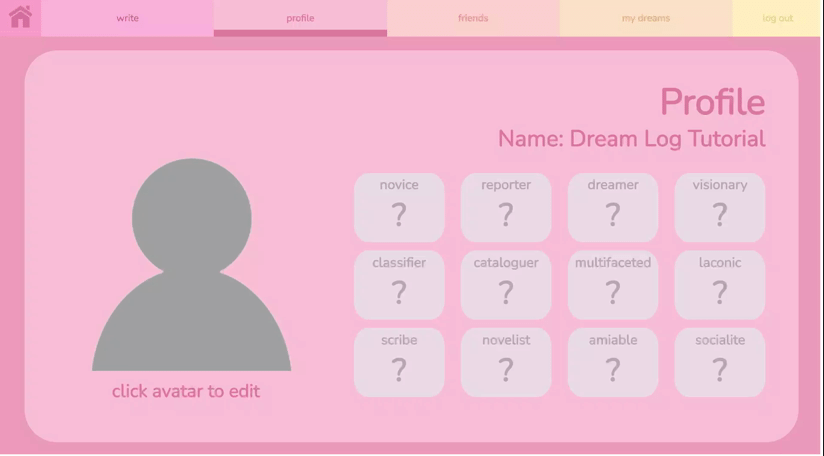 write profile friends my dreams log out
Profile
Name: Dream Log Tutorial
novice reporter dreamer visionary
? ? ? ?
classifier cataloguer multifaceted laconic
? ? ? ?
scribe novelist amiable socialite
? ? ? ?
click avatar to edit